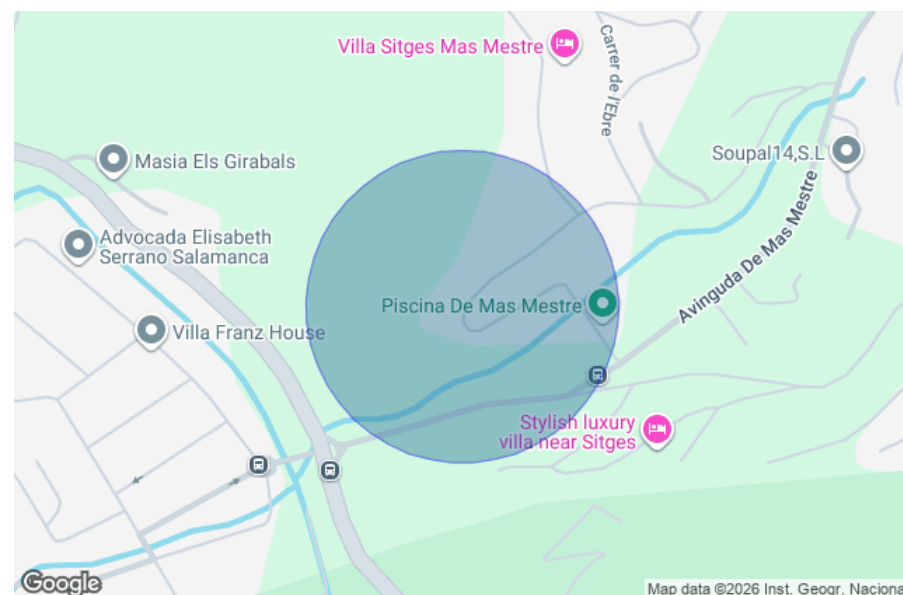 Villa Sitges Mas Mestre
Carrer de l'Ebre
Masia Els Girabals
Soupal14,S.L
Advocada Elisabeth
Serrano Salamanca
Avinguda De Mas Mestre
Piscina De Mas Mestre
Villa Franz House
Stylish luxury
villa near Sitges
Google
Map data ©2026 Inst. Geogr. Naciona